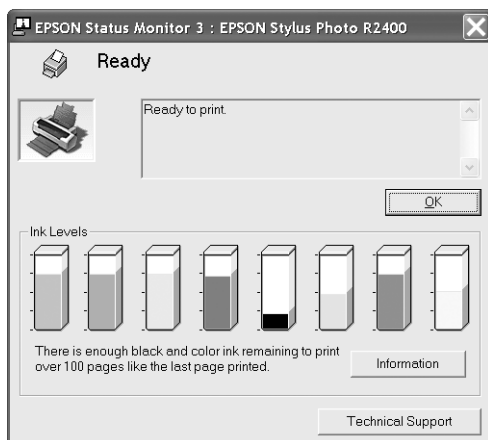 EPSON Status Monitor 3 : EPSON Stylus Photo R2400
Ready
Ready to print.
OK
Ink Levels
There is enough black and color ink remaining to print
over 100 pages like the last page printed.
Information
Technical Support